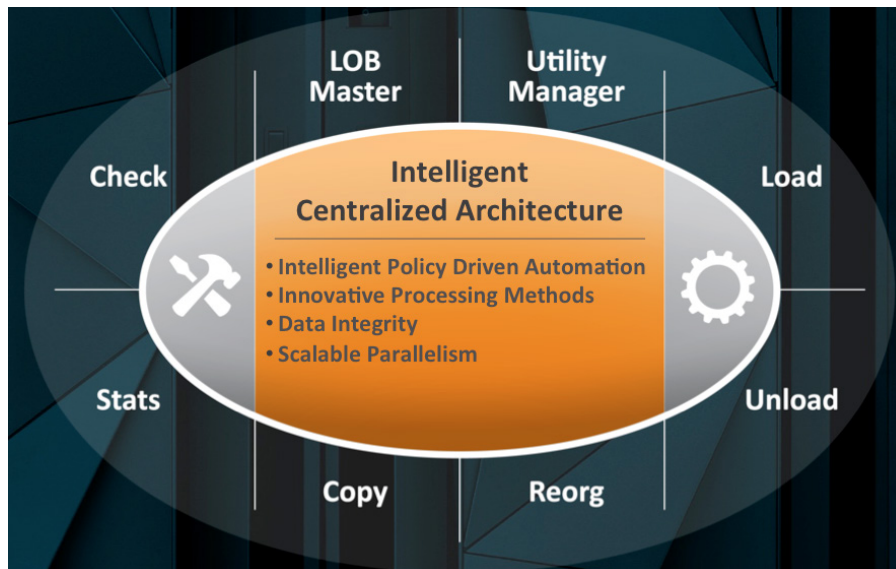 LOB
Master
Utility
Manager
Check
Load
Intelligent
Centralized Architecture
• Intelligent Policy Driven Automation
• Innovative Processing Methods
• Data Integrity
• Scalable Parallelism
Stats
Unload
Copy
Reorg